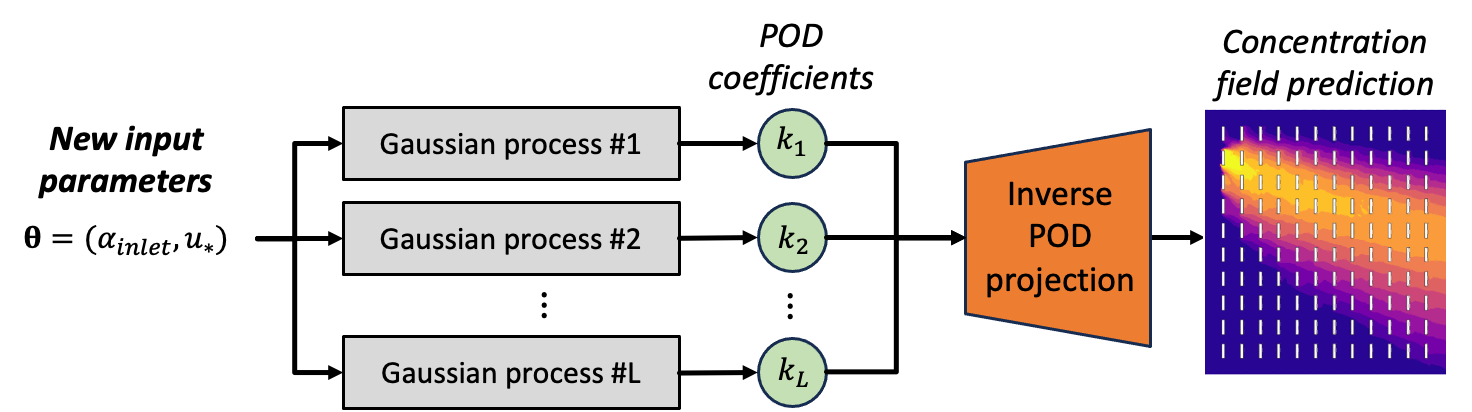 New input
parameters
θ = (α_inlet, u_*)
Gaussian process #1
Gaussian process #2
⋮
Gaussian process #L
POD
coefficients
k_1
k_2
⋮
k_L
Inverse
POD
projection
Concentration
field prediction